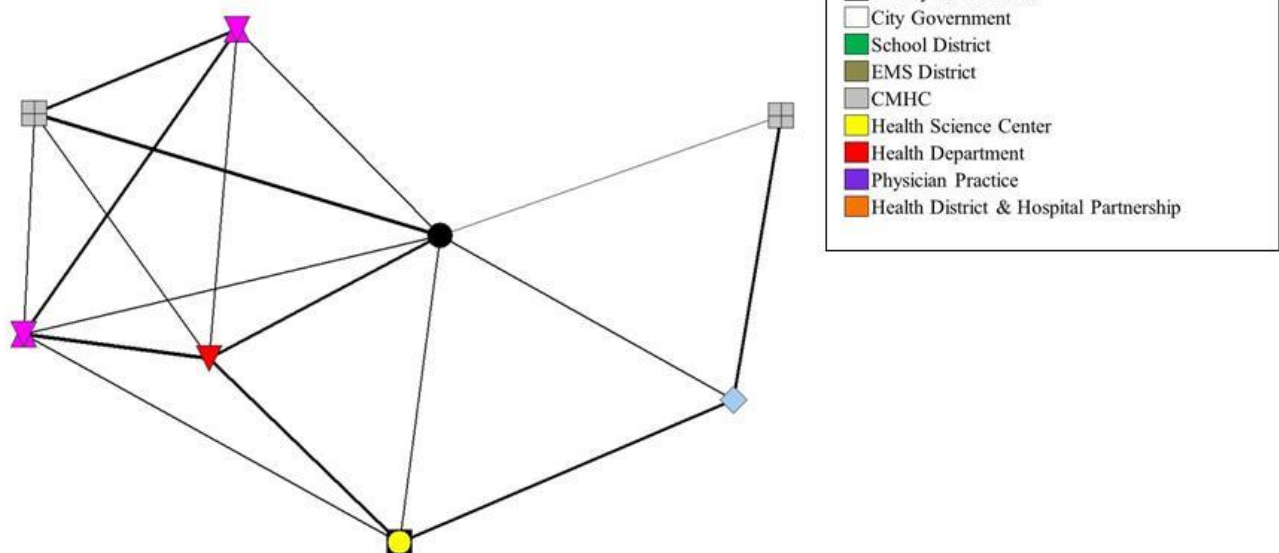 City Government
School District
EMS District
CMHC
Health Science Center
Health Department
Physician Practice
Health District & Hospital Partnership